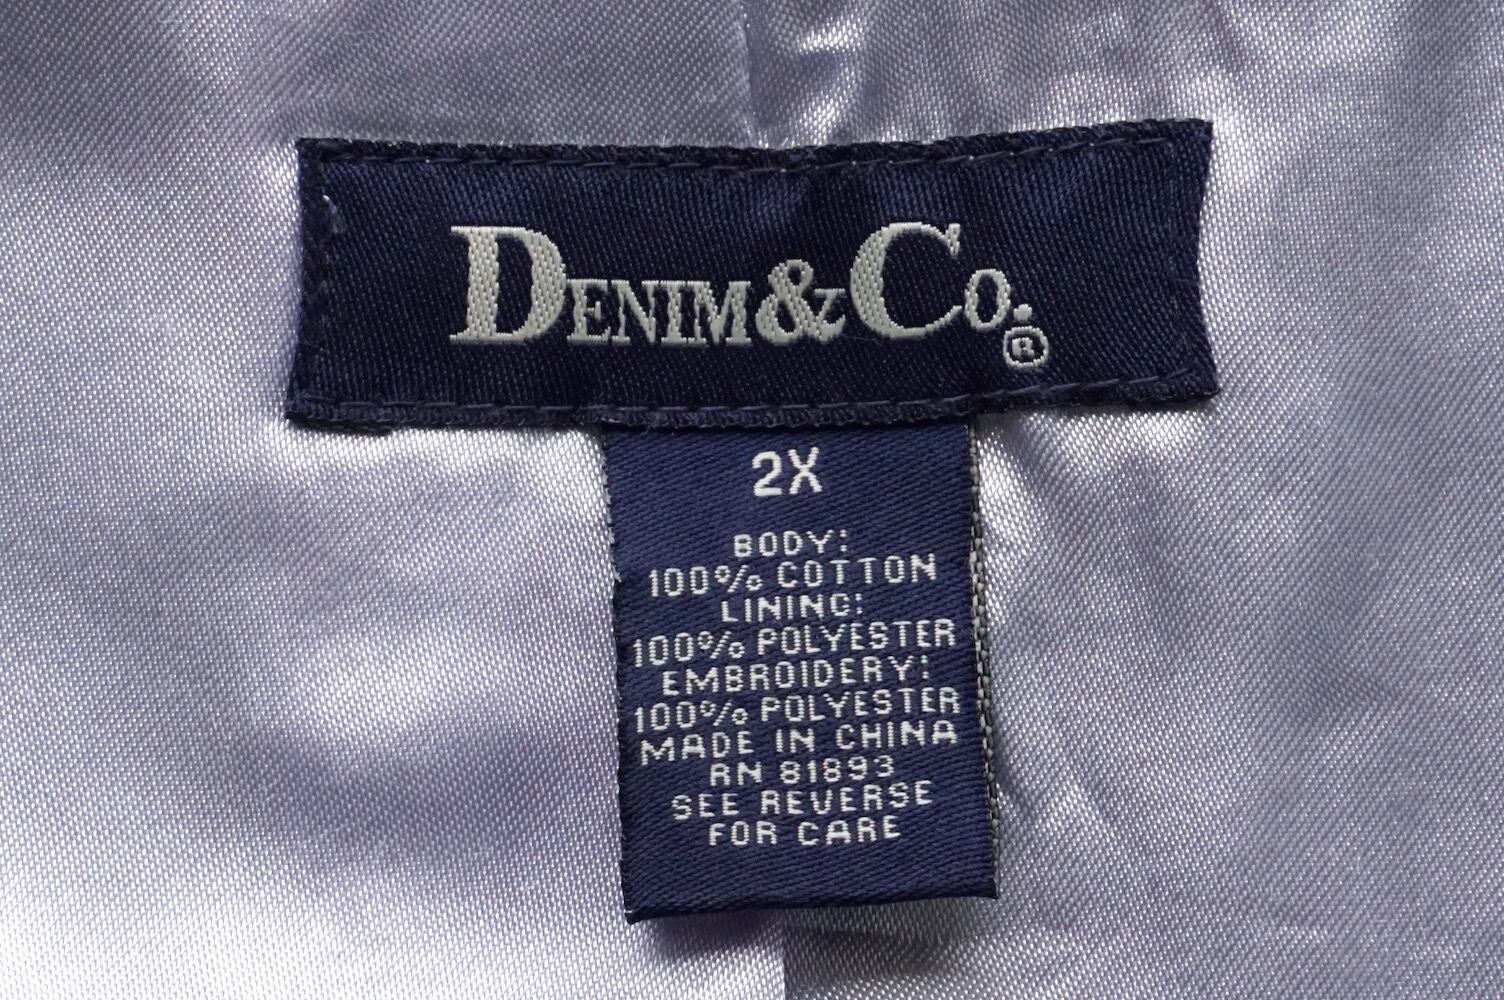 DENIM & CO.®
2X
BODY:
100% COTTON
LINING:
100% POLYESTER
EMBROIDERY:
100% POLYESTER
MADE IN CHINA
RN 81893
SEE REVERSE
FOR CARE